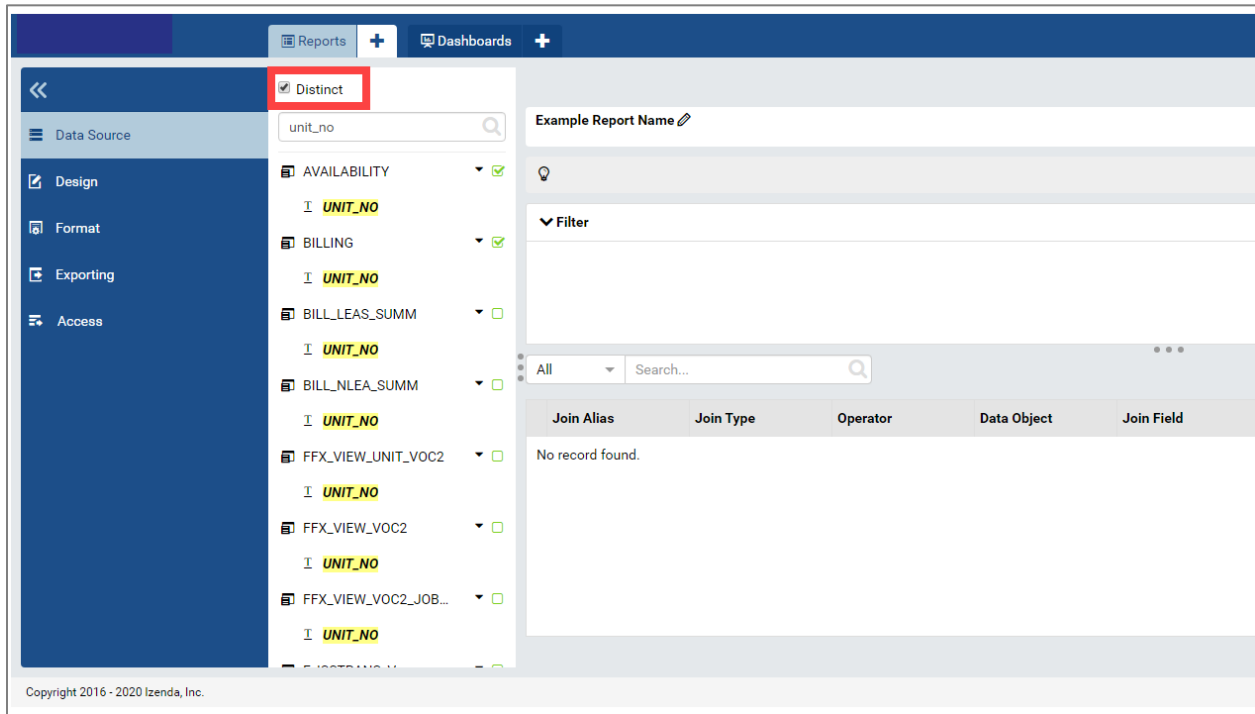 Reports
Dashboards
Distinct
unit_no
Data Source
Design
Format
Exporting
Access
AVAILABILITY
T UNIT_NO
BILLING
T UNIT_NO
BILL_LEAS_SUMM
T UNIT_NO
BILL_NLEA_SUMM
T UNIT_NO
FFX_VIEW_UNIT_VOC2
T UNIT_NO
FFX_VIEW_VOC2
T UNIT_NO
FFX_VIEW_VOC2_JOB...
T UNIT_NO
Example Report Name
Filter
All Search...
Join Alias Join Type Operator Data Object Join Field
No record found.
Copyright 2016 - 2020 Izenda, Inc.